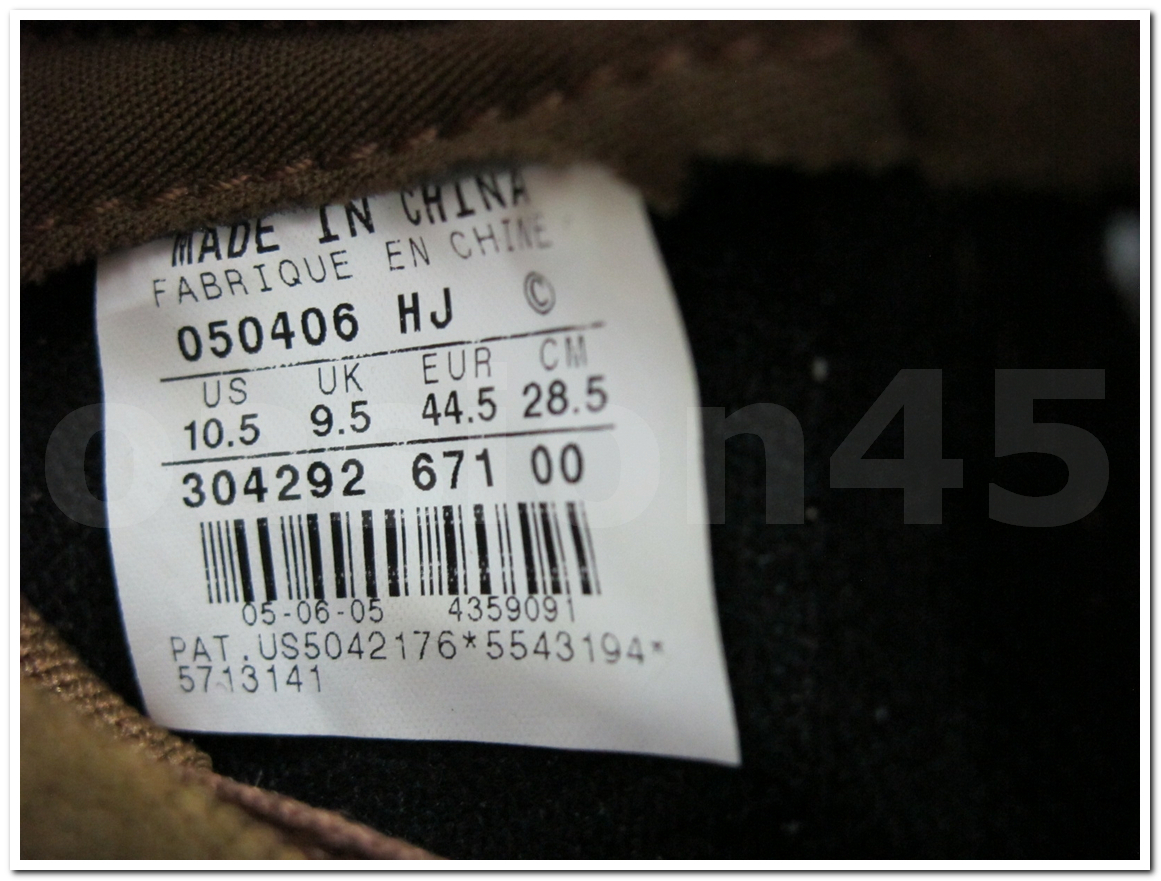 MADE IN CHINA
FABRIQUE EN CHINE
050406 HJ ©
US UK EUR CM
10.5 9.5 44.5 28.5
304292 671 00
05-06-05 4359091
PAT.US5042176*5543194*
5713141